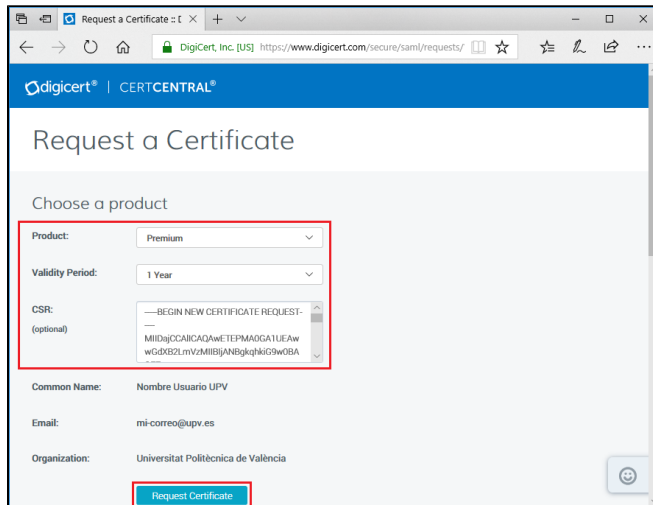 Request a Certificate :: D
DigiCert, Inc. [US] https://www.digicert.com/secure/saml/requests/
digicert® | CERTCENTRAL®
Request a Certificate
Choose a product
Product: Premium
Validity Period: 1 Year
CSR:
(optional)
-----BEGIN NEW CERTIFICATE REQUEST-
----
MIIDajCCAlICAQAwETEPMA0GA1UEAw
wGdXB2LmVzMIIBIjANBgkqhkiG9w0BA
Common Name: Nombre Usuario UPV
Email: mi-correo@upv.es
Organization: Universitat Politècnica de València
Request Certificate